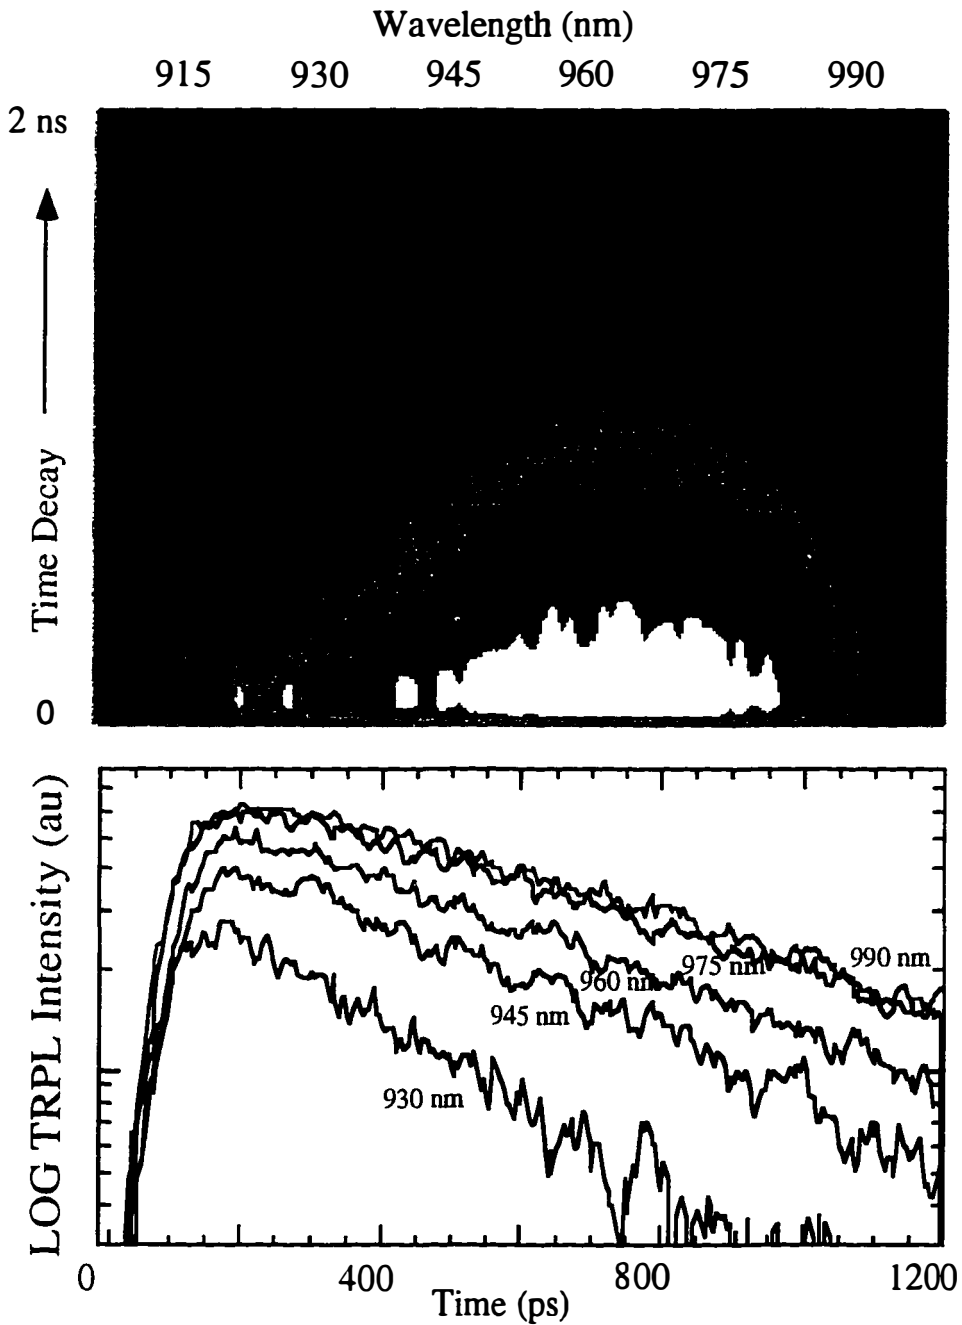 Wavelength (nm)
915 930 945 960 975 990
2 ns
Time Decay
0
LOG TRPL Intensity (au)
990 nm
975 nm
960 nm
945 nm
930 nm
0 400 800 1200
Time (ps)